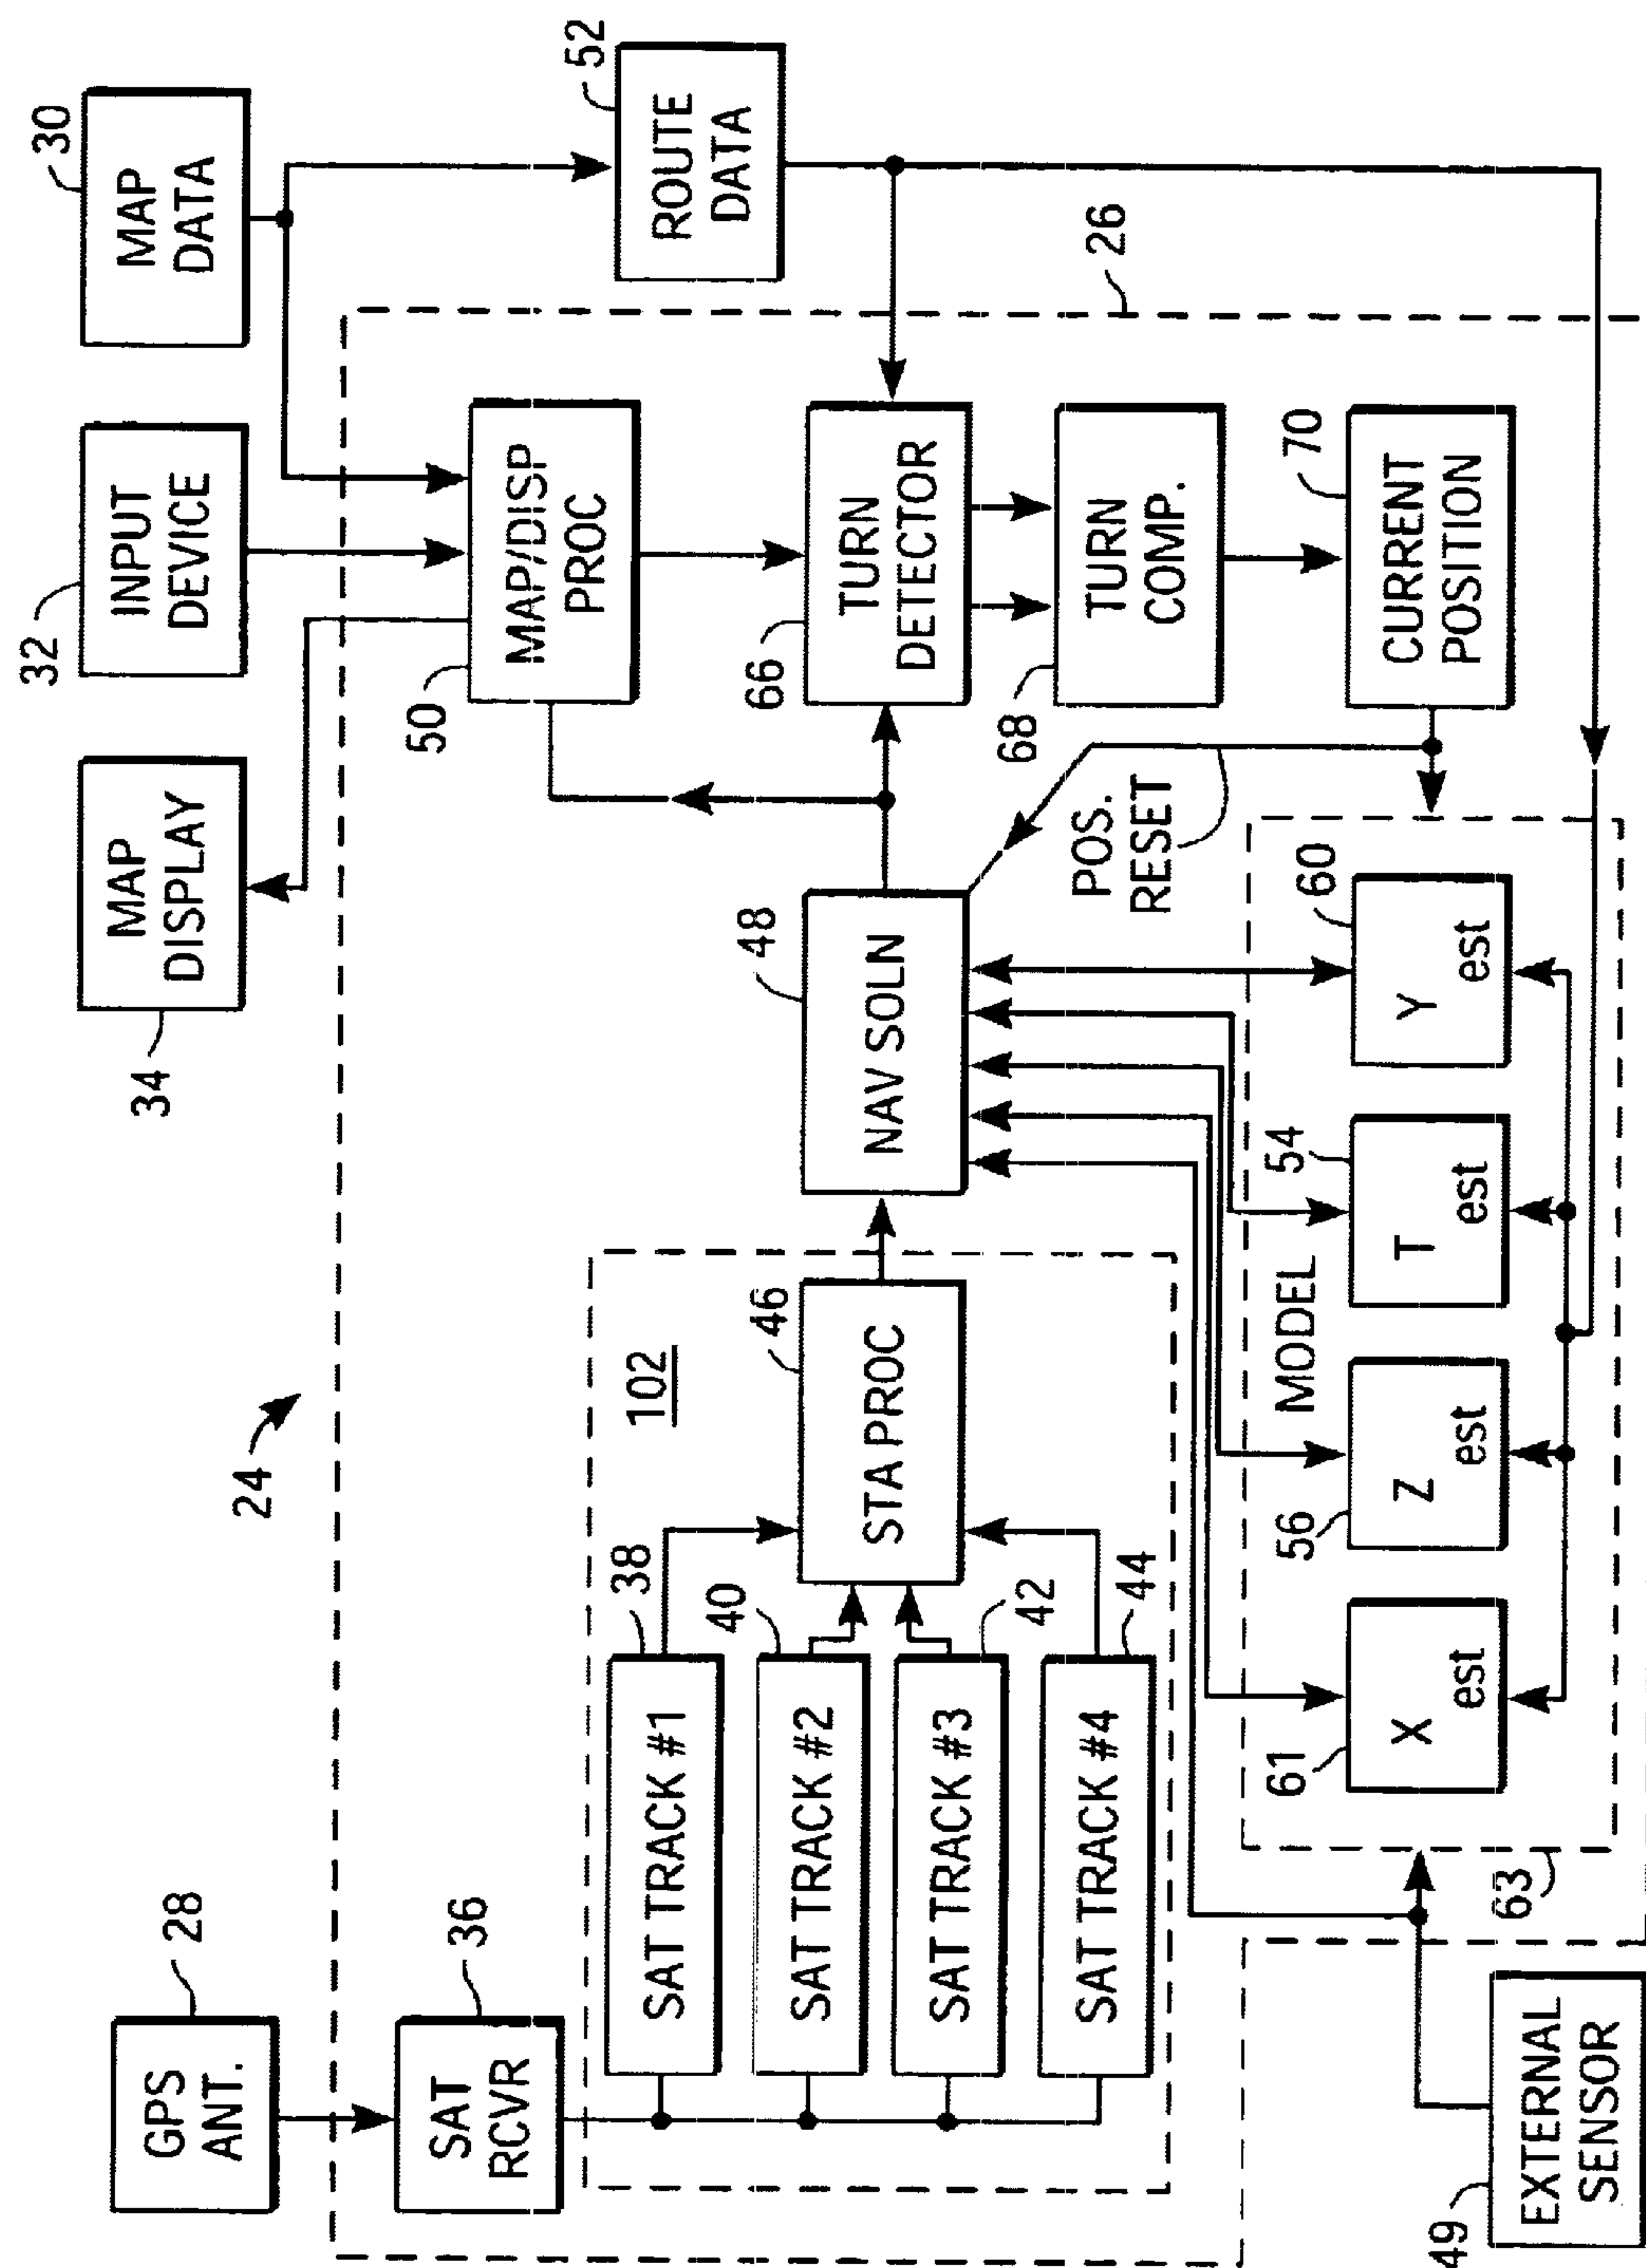 24
GPS
ANT.
28
MAP
DISPLAY
34
INPUT
DEVICE
32
MAP
DATA
30
SAT
RCVR
36
102
SAT TRACK #1
38
SAT TRACK #2
40
SAT TRACK #3
42
SAT TRACK #4
44
STA PROC
46
NAV SOLN
48
MAP/DISP
PROC
50
ROUTE
DATA
52
26
TURN
DETECTOR
66
TURN
COMP.
68
CURRENT
POSITION
70
POS.
RESET
MODEL
X
est
61
Z
est
56
T
est
54
Y
est
60
63
EXTERNAL
SENSOR
49